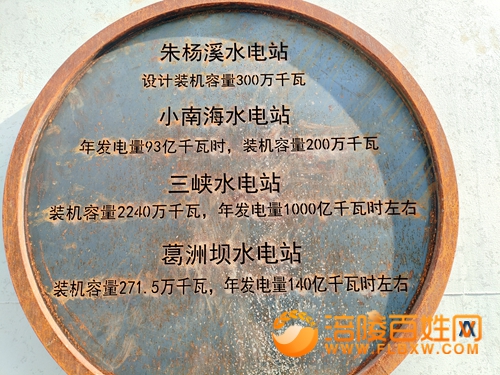 朱杨溪水电站
设计装机容量300万千瓦
小南海水电站
年发电量93亿千瓦时，装机容量200万千瓦
三峡水电站
装机容量2240万千瓦，年发电量1000亿千瓦时左右
葛洲坝水电站
装机容量271.5万千瓦，年发电量140亿千瓦时左右
涪陵百姓网
WWW.FLBXW.COM